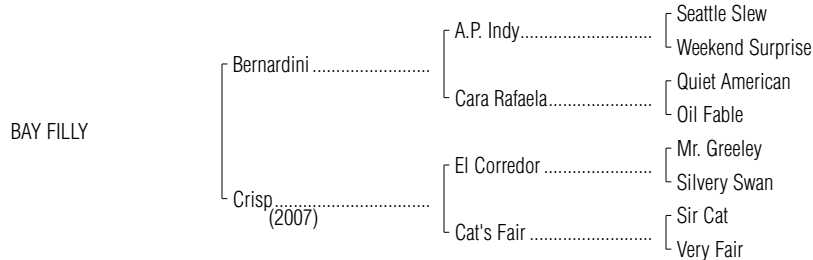 Seattle Slew
A.P. Indy..............................
Weekend Surprise
Bernardini ..........................
Quiet American
Cara Rafaela.......................
Oil Fable
BAY FILLY
Mr. Greeley
El Corredor ........................
Silvery Swan
Crisp...................................
(2007)
Sir Cat
Cat's Fair ...........................
Very Fair